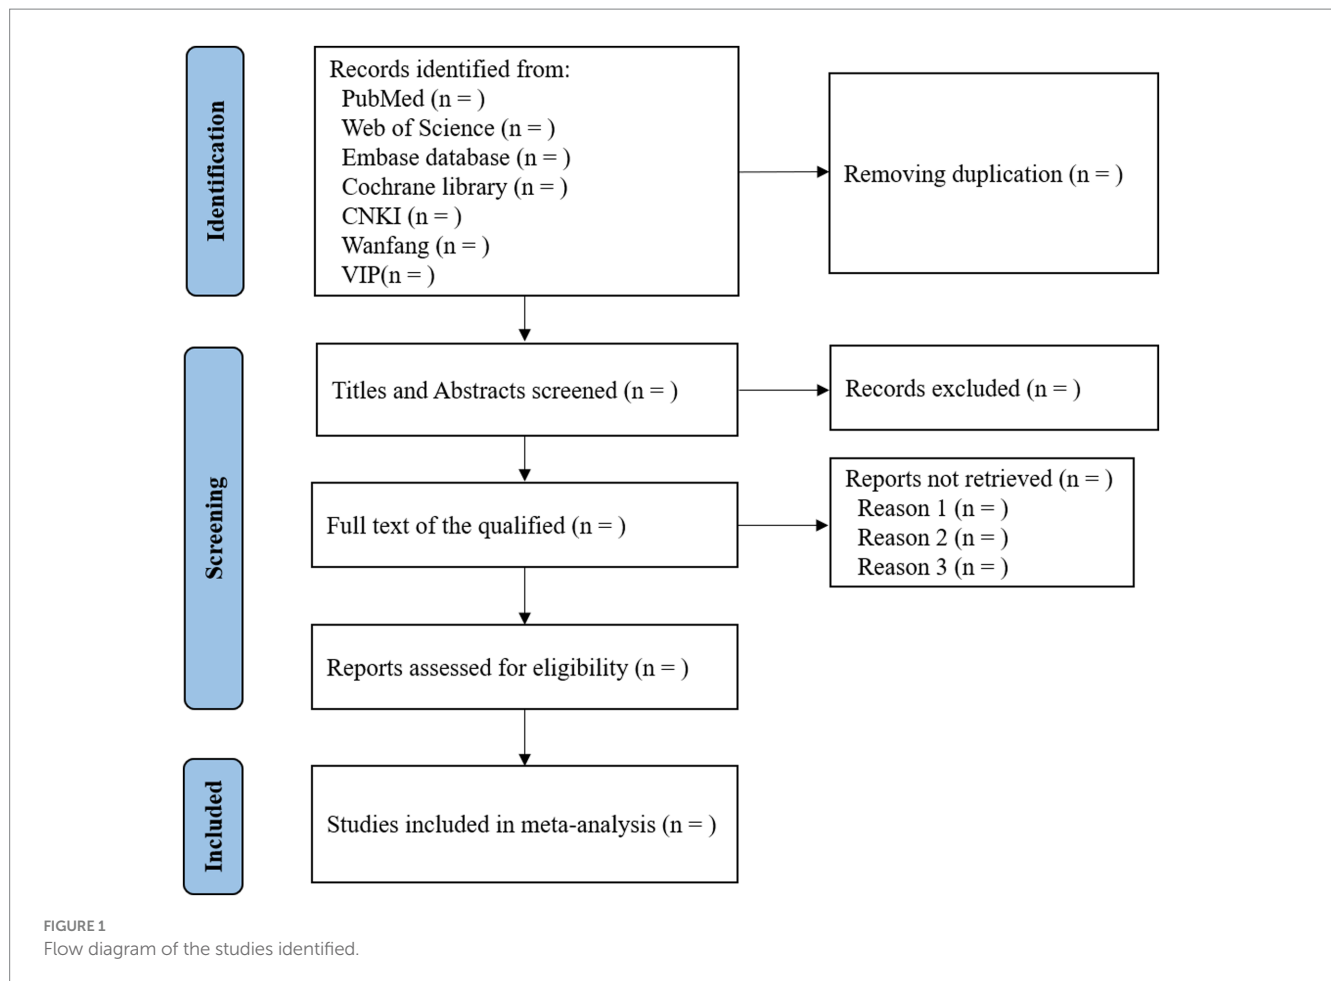 Identification
Records identified from:
PubMed (n = )
Web of Science (n = )
Embase database (n = )
Cochrane library (n = )
CNKI (n = )
Wanfang (n = )
VIP(n = )
Removing duplication (n = )
Screening
Titles and Abstracts screened (n = )
Records excluded (n = )
Full text of the qualified (n = )
Reports not retrieved (n = )
Reason 1 (n = )
Reason 2 (n = )
Reason 3 (n = )
Reports assessed for eligibility (n = )
Included
Studies included in meta-analysis (n = )
FIGURE 1
Flow diagram of the studies identified.